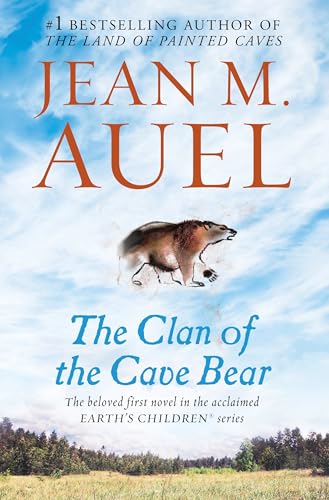 #1 BESTSELLING AUTHOR OF
THE LAND OF PAINTED CAVES
JEAN M.
AUEL
The Clan of
the Cave Bear
The beloved first novel in the acclaimed
EARTH'S CHILDREN® series